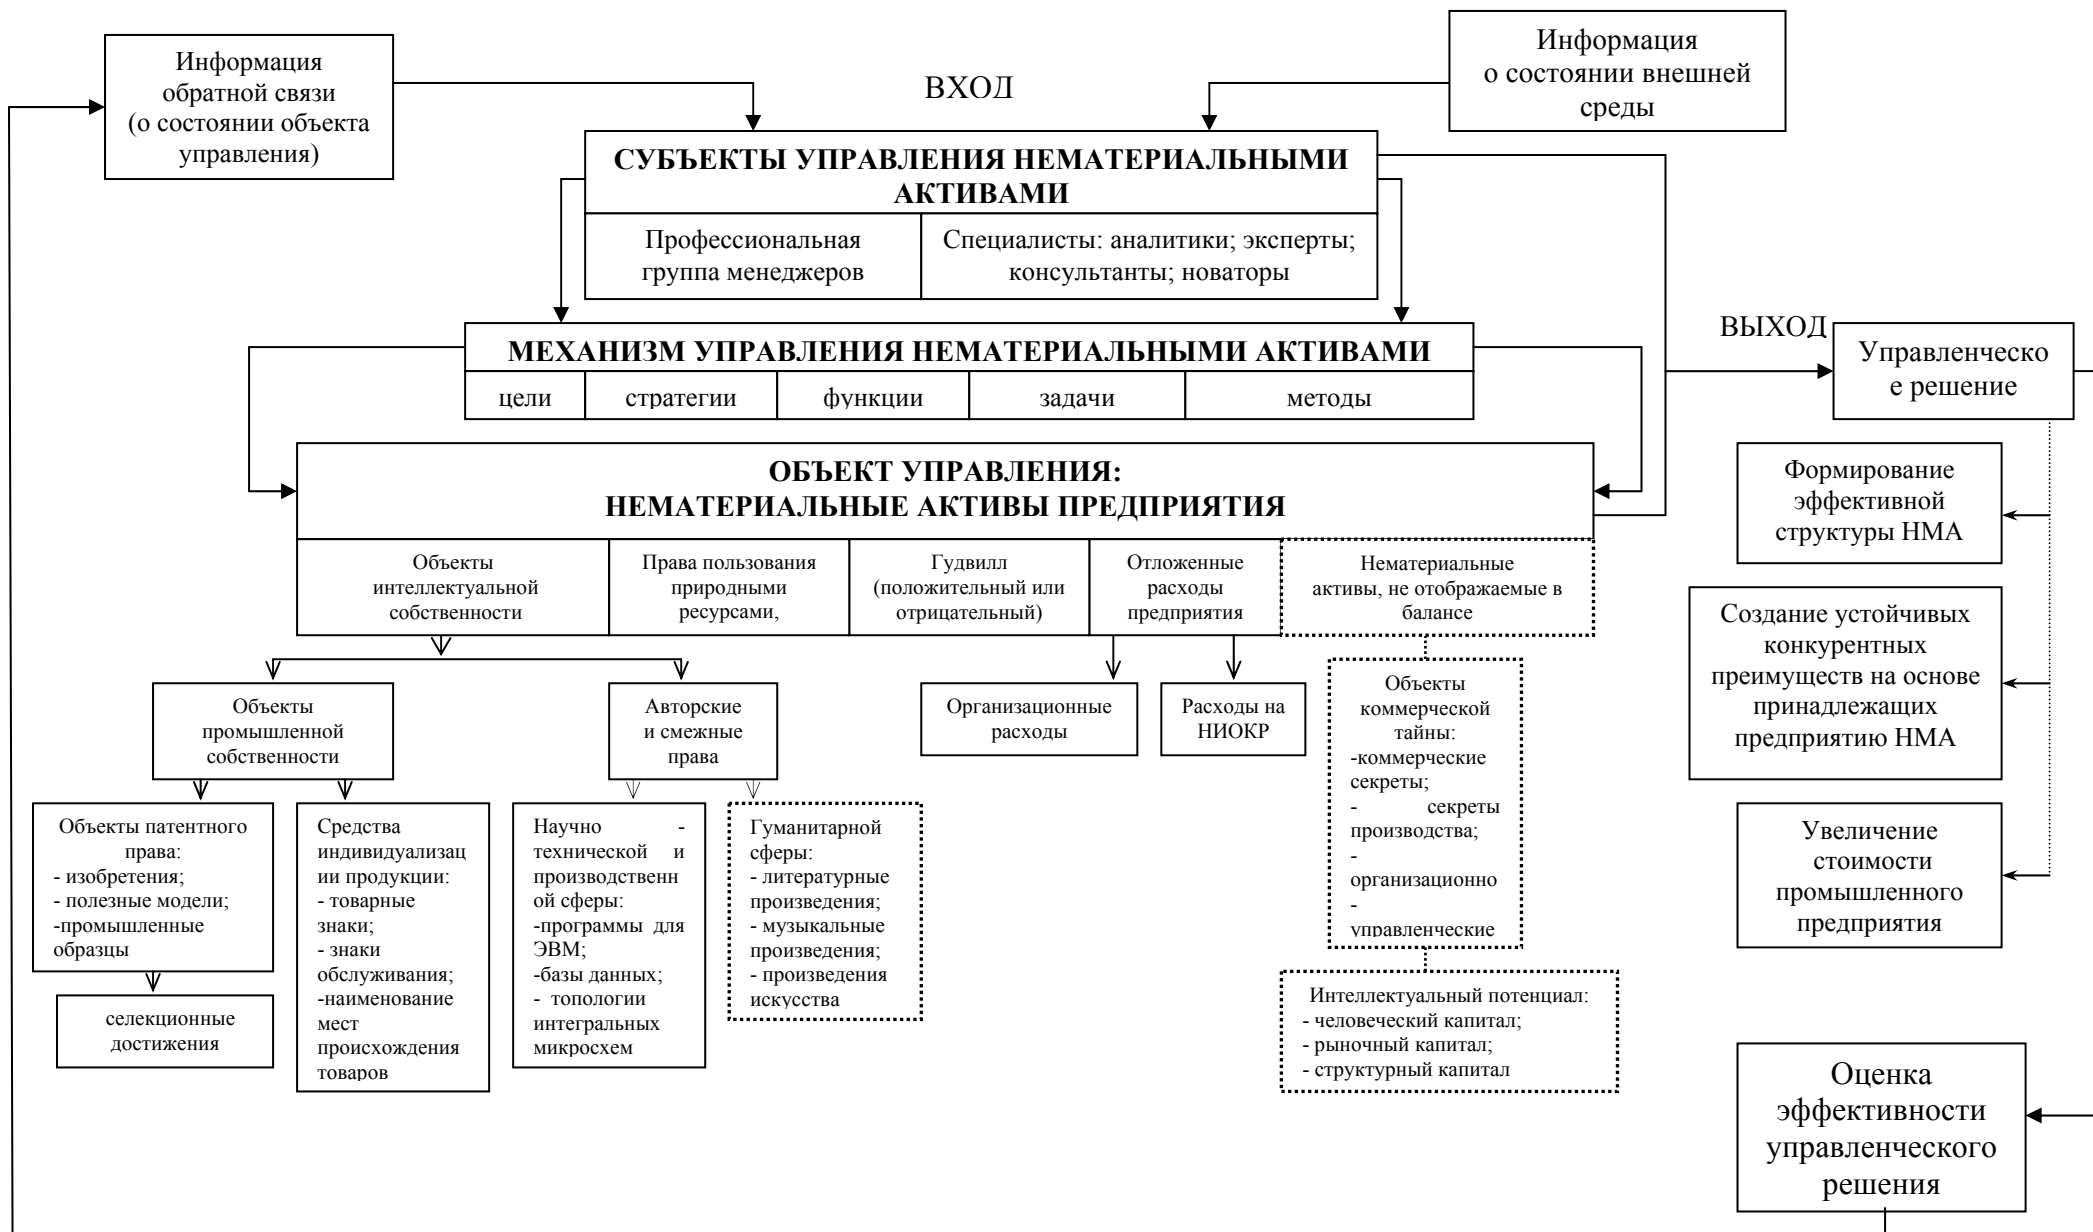 Информация
обратной связи
(о состоянии объекта
управления)
ВХОД
Информация
о состоянии внешней
среды
СУБЪЕКТЫ УПРАВЛЕНИЯ НЕМАТЕРИАЛЬНЫМИ
АКТИВАМИ
Профессиональная
группа менеджеров
Специалисты: аналитики; эксперты;
консультанты; новаторы
МЕХАНИЗМ УПРАВЛЕНИЯ НЕМАТЕРИАЛЬНЫМИ АКТИВАМИ
цели
стратегии
функции
задачи
методы
ВЫХОД
Управленческо
е решение
ОБЪЕКТ УПРАВЛЕНИЯ:
НЕМАТЕРИАЛЬНЫЕ АКТИВЫ ПРЕДПРИЯТИЯ
Объекты
интеллектуальной
собственности
Права пользования
природными
ресурсами,
Гудвилл
(положительный или
отрицательный)
Отложенные
расходы
предприятия
Нематериальные
активы, не отображаемые в
балансе
Формирование
эффективной
структуры НМА
Создание устойчивых
конкурентных
преимуществ на основе
принадлежащих
предприятию НМА
Увеличение
стоимости
промышленного
предприятия
Объекты
промышленной
собственности
Авторские
и смежные
права
Организационные
расходы
Расходы на
НИОКР
Объекты
коммерческой
тайны:
-коммерческие
секреты;
- секреты
производства;
-
организационно
-
управленческие
Объекты патентного
права:
- изобретения;
- полезные модели;
-промышленные
образцы
селекционные
достижения
Средства
индивидуализац
ии продукции:
- товарные
знаки;
- знаки
обслуживания;
-наименование
мест
происхождения
товаров
Научно -
технической и
производственн
ой сферы:
-программы для
ЭВМ;
-базы данных;
- топологии
интегральных
микросхем
Гуманитарной
сферы:
- литературные
произведения;
- музыкальные
произведения;
- произведения
искусства
Интеллектуальный потенциал:
- человеческий капитал;
- рыночный капитал;
- структурный капитал
Оценка
эффективности
управленческого
решения